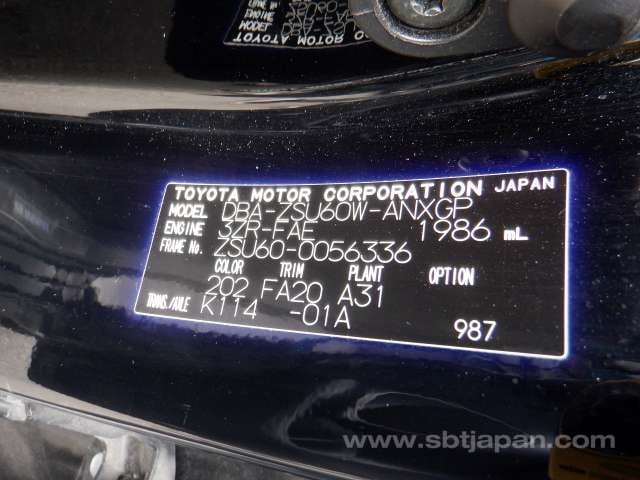 TOYOTA MOTOR CORPORATION JAPAN
MODEL DBA-ZSU60W-ANXGP
ENGINE 3ZR-FAE 1986 mL
FRAME No. ZSU60-0056336
COLOR TRIM PLANT OPTION
202 FA20 A31
TRANS./AXLE K114 -01A
987
www.sbtjapan.com